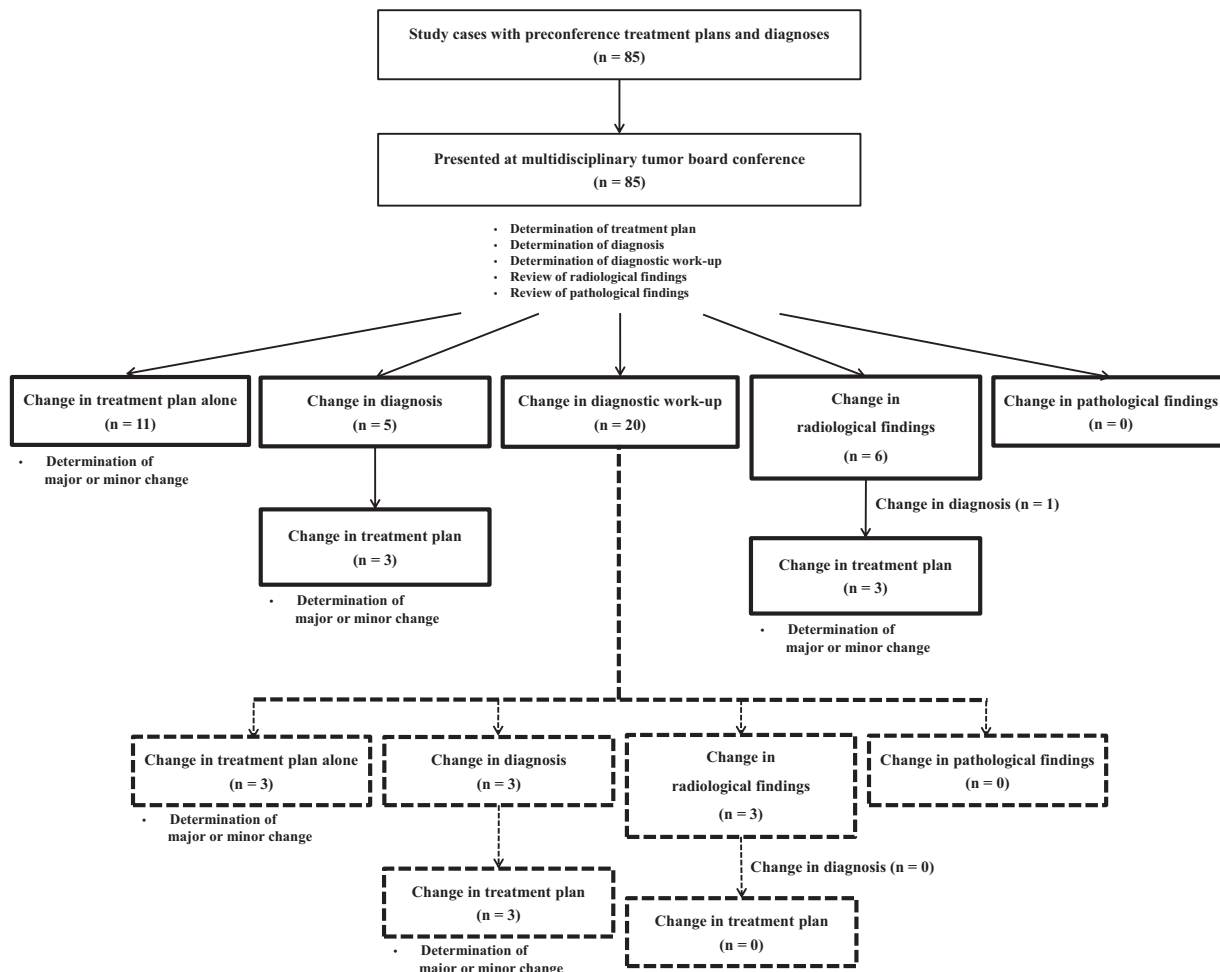 Study cases with preconference treatment plans and diagnoses
(n = 85)
Presented at multidisciplinary tumor board conference
(n = 85)
· Determination of treatment plan
· Determination of diagnosis
· Determination of diagnostic work-up
· Review of radiological findings
· Review of pathological findings
Change in treatment plan alone
(n = 11)
· Determination of
major or minor change
Change in diagnosis
(n = 5)
Change in treatment plan
(n = 3)
· Determination of
major or minor change
Change in diagnostic work-up
(n = 20)
Change in
radiological findings
(n = 6)
Change in diagnosis (n = 1)
Change in treatment plan
(n = 3)
· Determination of
major or minor change
Change in pathological findings
(n = 0)
Change in treatment plan alone
(n = 3)
· Determination of
major or minor change
Change in diagnosis
(n = 3)
Change in treatment plan
(n = 3)
· Determination of
major or minor change
Change in
radiological findings
(n = 3)
Change in diagnosis (n = 0)
Change in treatment plan
(n = 0)
Change in pathological findings
(n = 0)